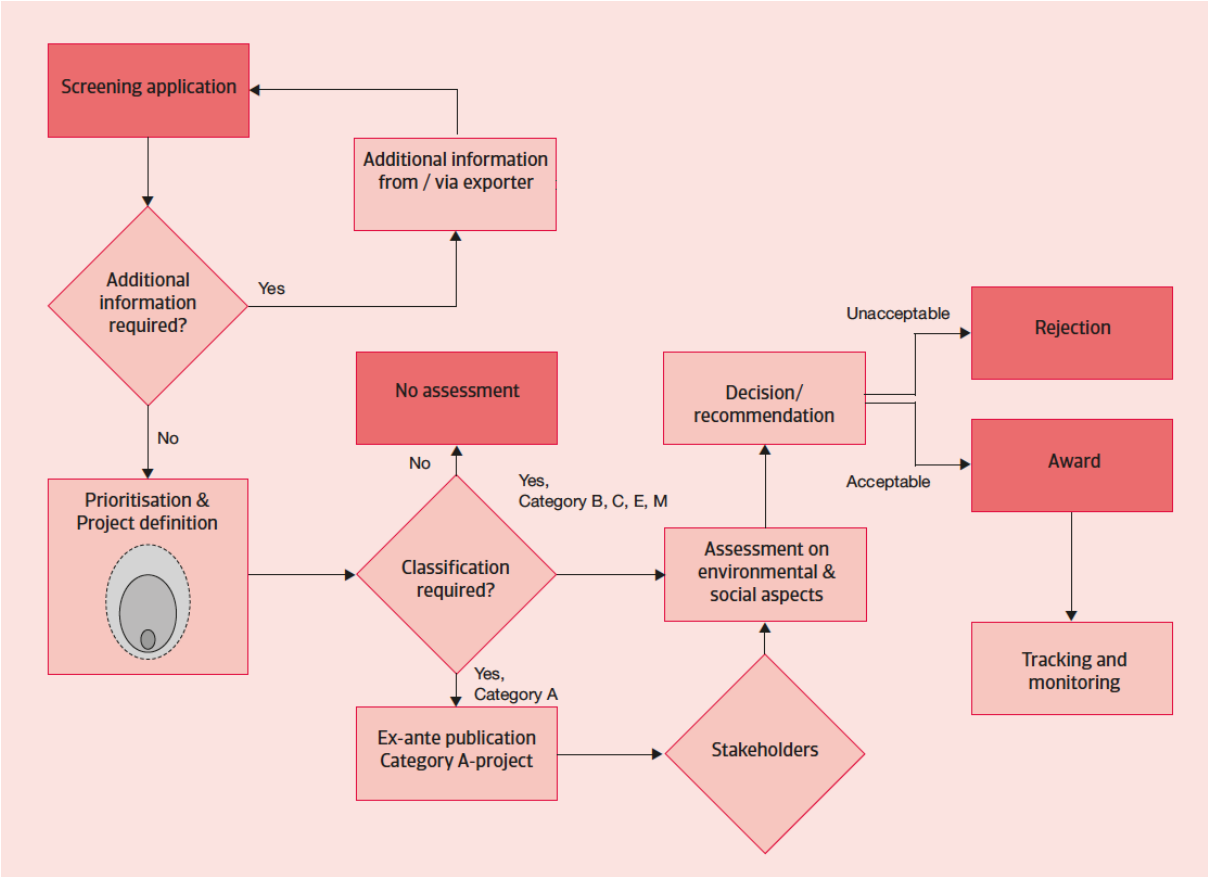 Screening application
Additional information
from / via exporter
Additional
information
required?
Yes
No
Prioritisation &
Project definition
No assessment
No
Yes,
Category B, C, E, M
Classification
required?
Yes,
Category A
Ex-ante publication
Category A-project
Stakeholders
Assessment on
environmental &
social aspects
Decision/
recommendation
Unacceptable
Rejection
Acceptable
Award
Tracking and
monitoring